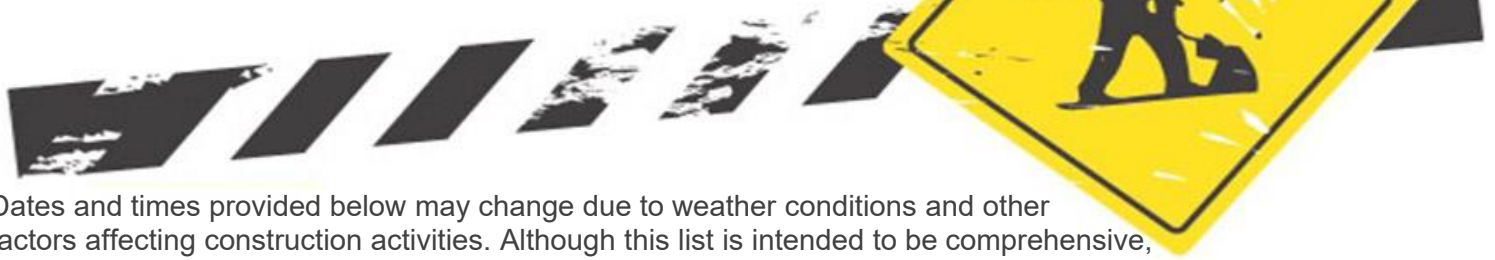 Dates and times provided below may change due to weather conditions and other
actors affecting construction activities. Although this list is intended to be comprehensive,